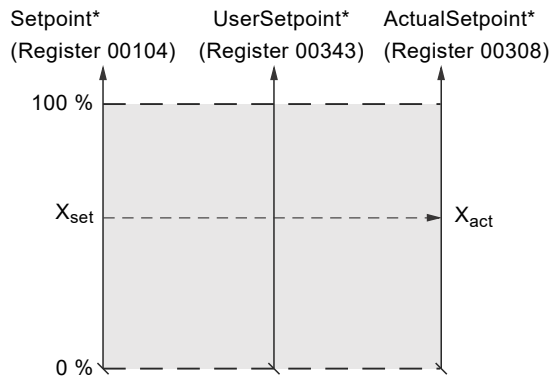 Setpoint* UserSetpoint* ActualSetpoint*
(Register 00104) (Register 00343) (Register 00308)
100 %
Xset Xact
0 %